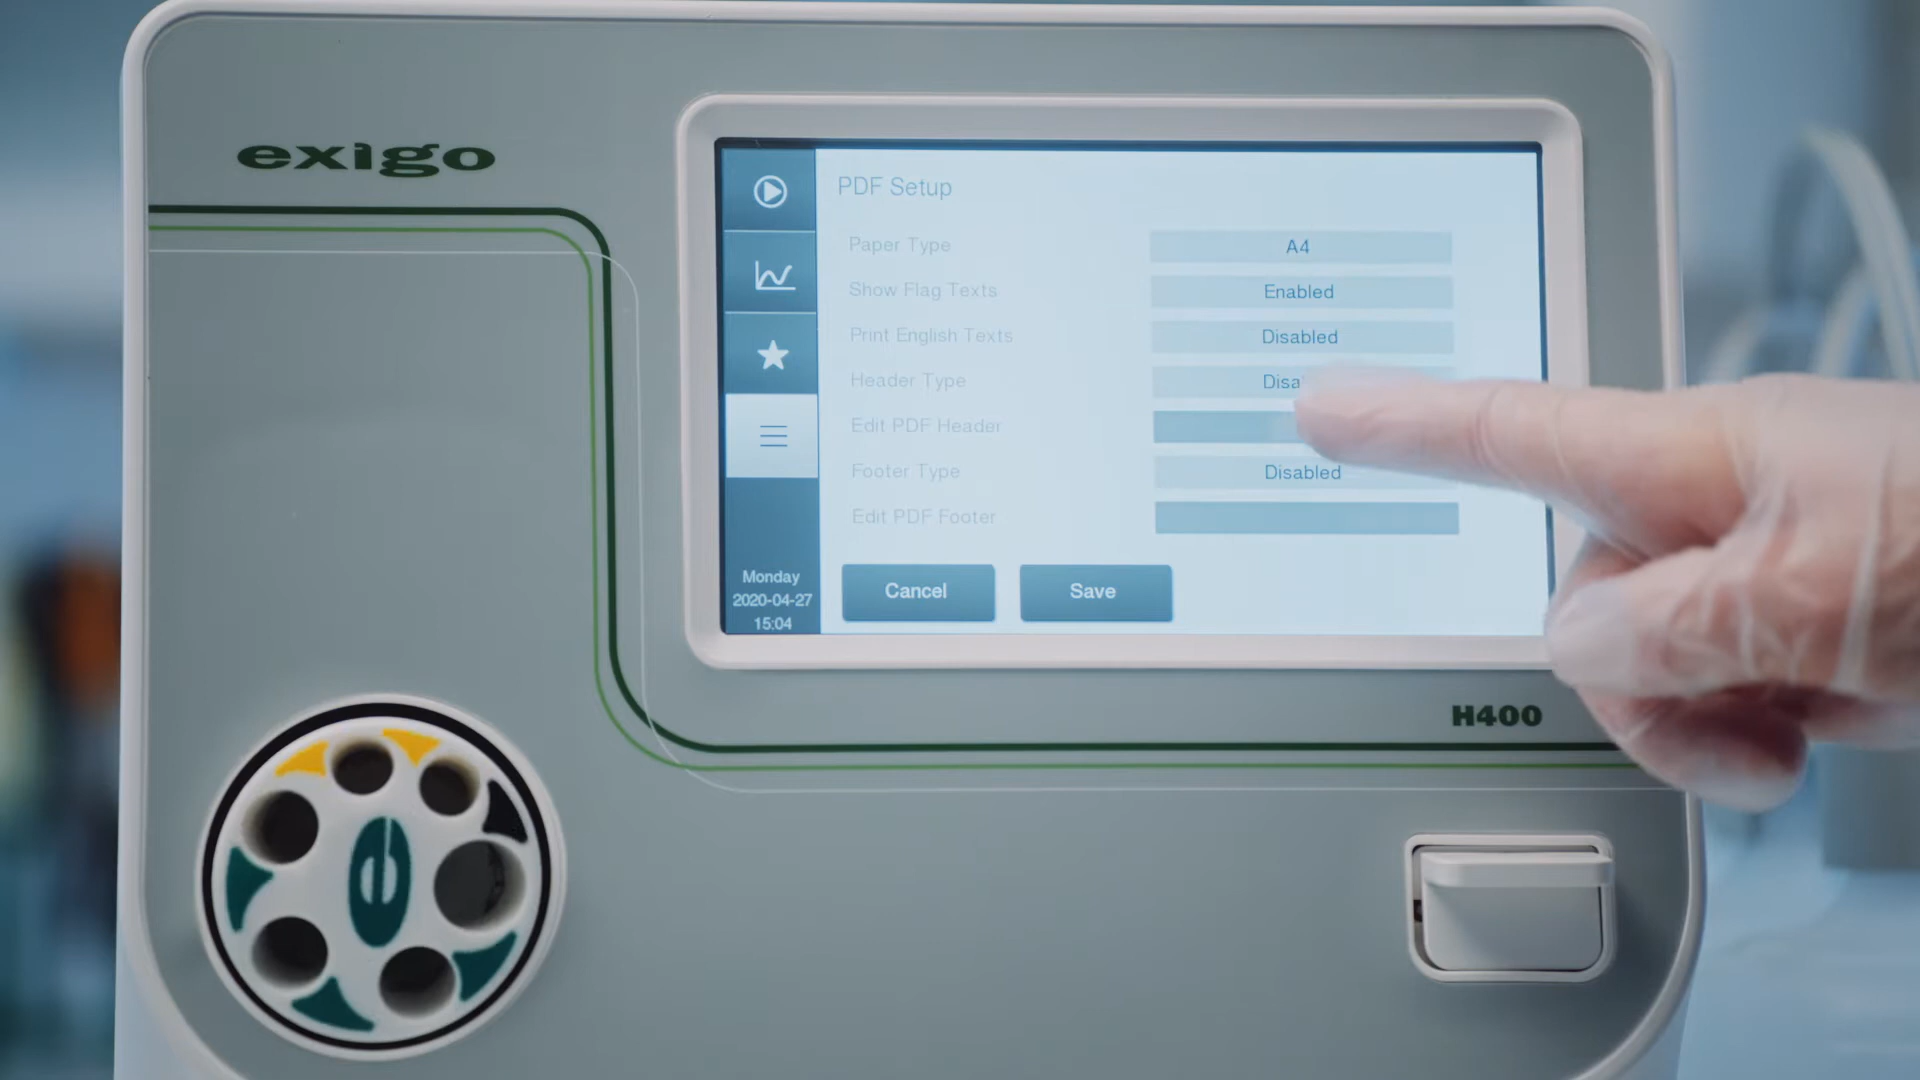 exigo
PDF Setup
Paper Type A4
Show Flag Texts Enabled
Print English Texts Disabled
Header Type Disa
Edit PDF Header
Footer Type Disabled
Edit PDF Footer
Cancel Save
Monday
2020-04-27
15:04
H400
e